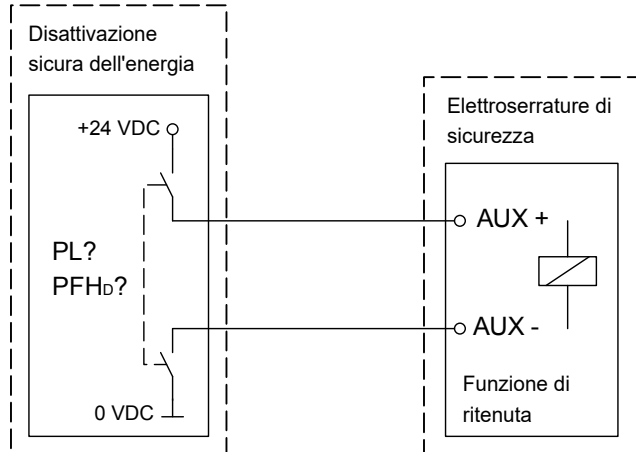 Disattivazione
sicura dell'energia
+24 VDC
PL?
PFHD?
0 VDC
Elettroserrature di
sicurezza
AUX +
AUX -
Funzione di
ritenuta